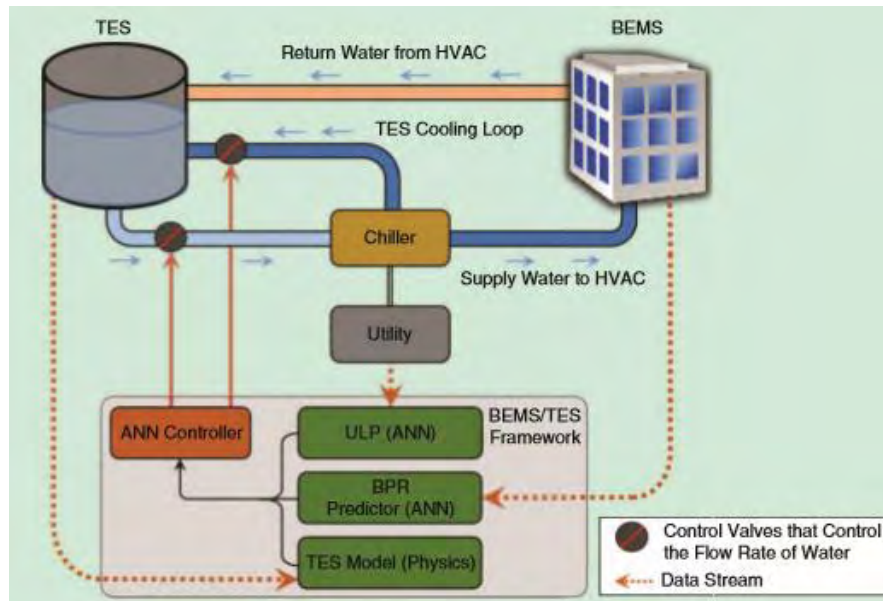 TES
BEMS
Return Water from HVAC
TES Cooling Loop
Chiller
Supply Water to HVAC
Utility
BEMS/TES
Framework
ANN Controller
ULP (ANN)
BPR
Predictor (ANN)
TES Model (Physics)
Control Valves that Control
the Flow Rate of Water
Data Stream